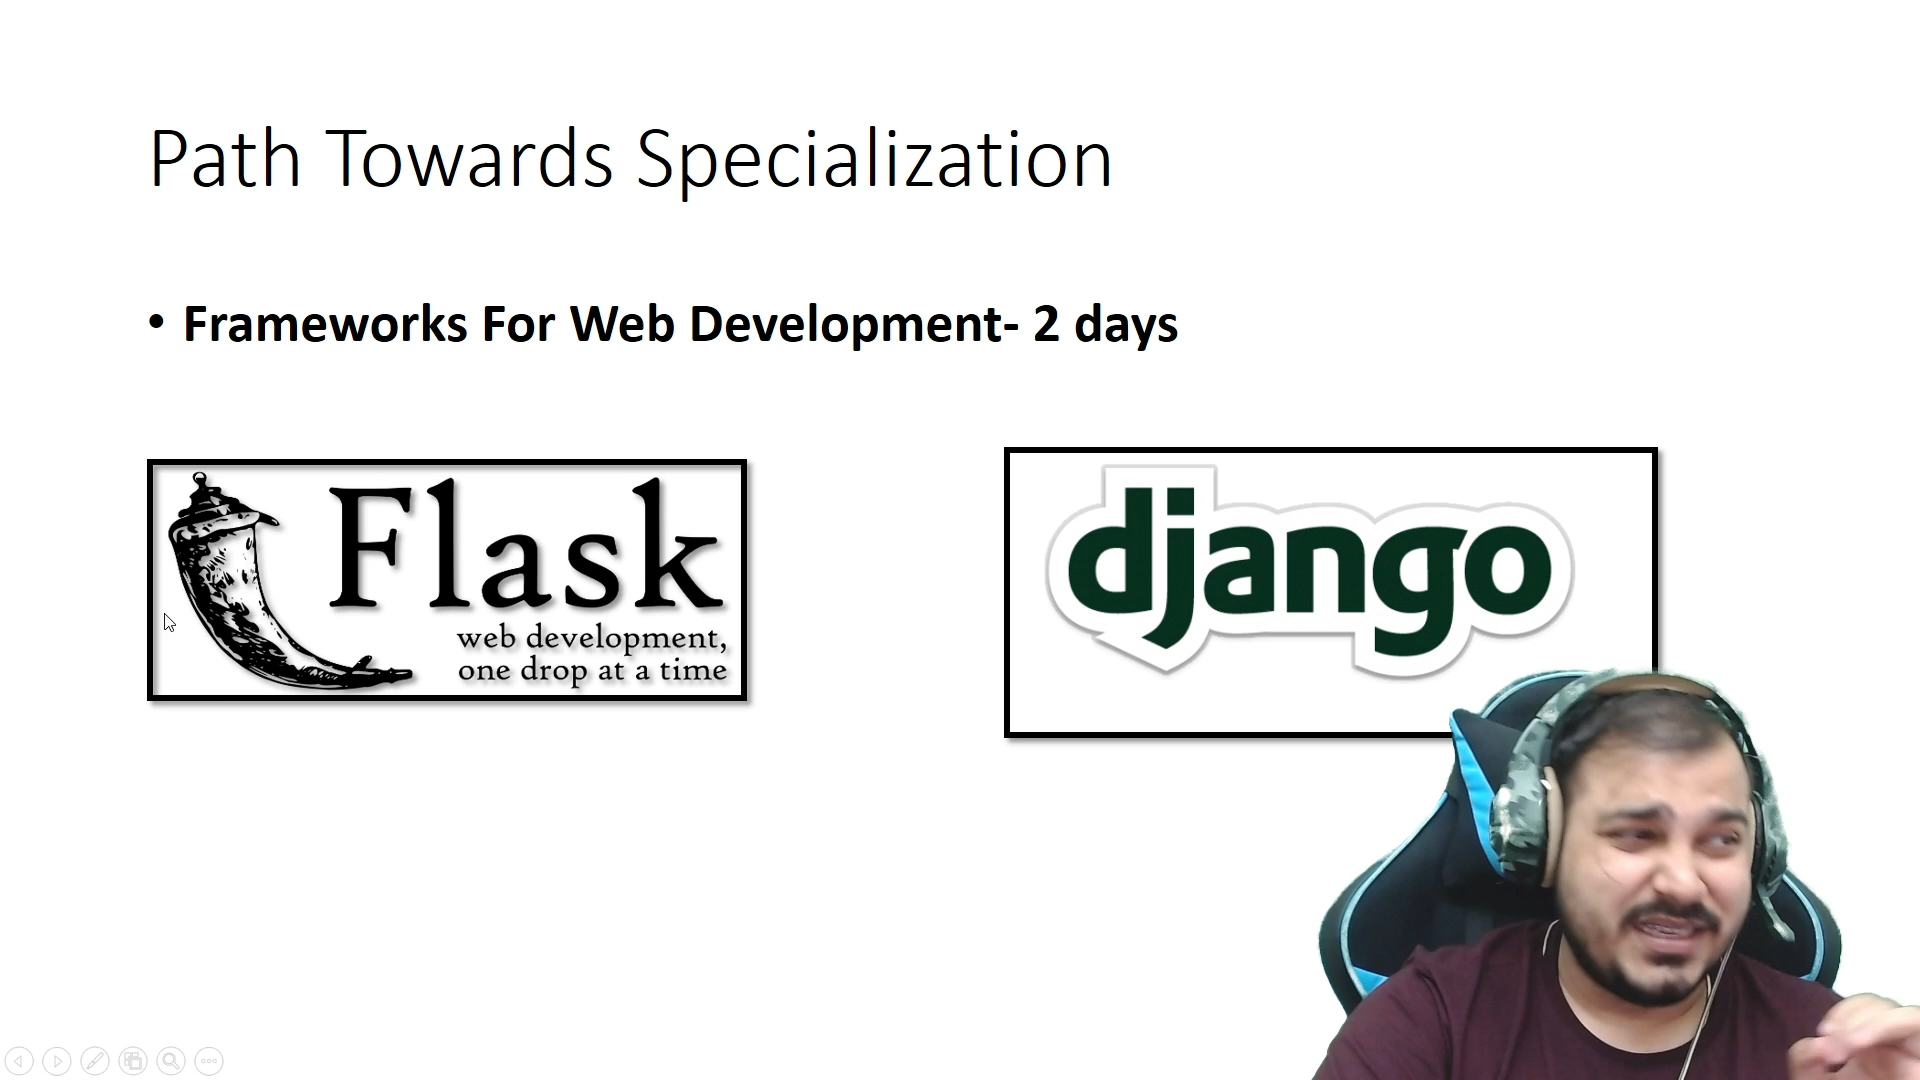 Path Towards Specialization
• Frameworks For Web Development- 2 days
Flask
web development,
one drop at a time
django